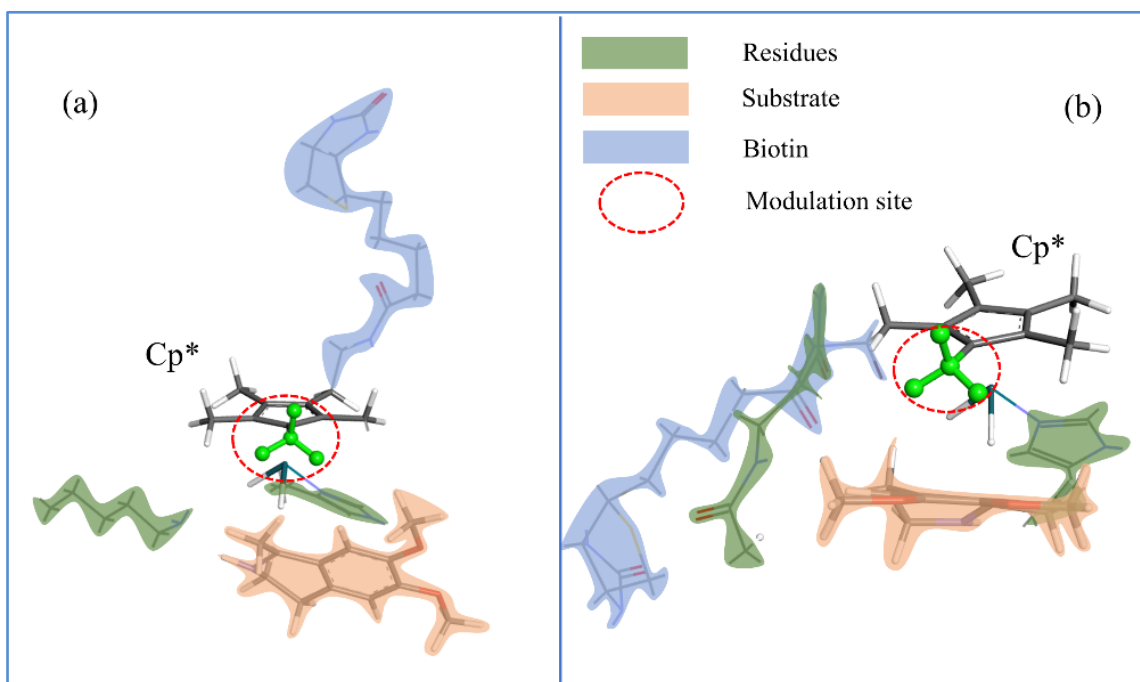 (a)
Cp*
Residues
Substrate
(b)
Biotin
Modulation site
Cp*